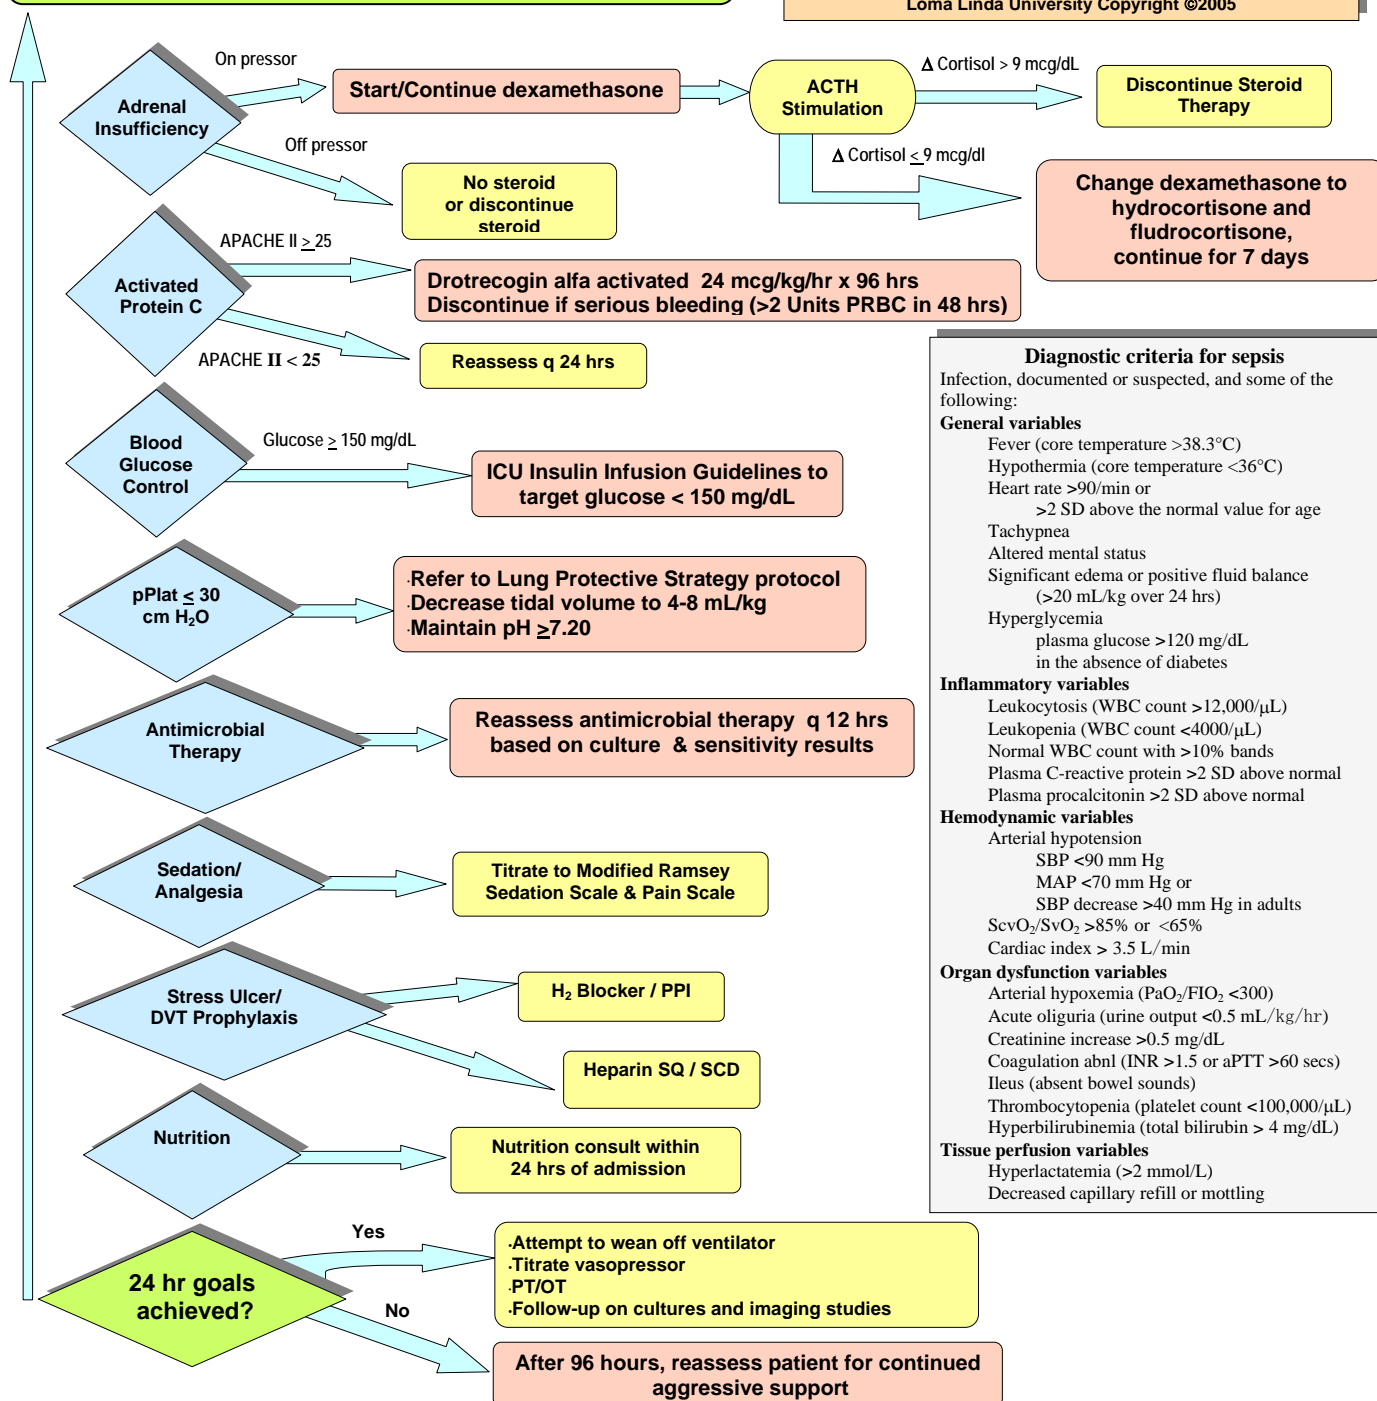 Loma Linda University Copyright ©2005
On pressor
Adrenal
Insufficiency
Start/Continue dexamethasone
ACTH
Stimulation
Δ Cortisol > 9 mcg/dL
Discontinue Steroid
Therapy
Off pressor
No steroid
or discontinue
steroid
Δ Cortisol ≤ 9 mcg/dl
Change dexamethasone to
hydrocortisone and
fludrocortisone,
continue for 7 days
APACHE II ≥ 25
Activated
Protein C
Drotrecogin alfa activated 24 mcg/kg/hr x 96 hrs
Discontinue if serious bleeding (>2 Units PRBC in 48 hrs)
APACHE II < 25
Reassess q 24 hrs
Blood
Glucose
Control
Glucose ≥ 150 mg/dL
ICU Insulin Infusion Guidelines to
target glucose < 150 mg/dL
pPlat ≤ 30
cm H₂O
·Refer to Lung Protective Strategy protocol
·Decrease tidal volume to 4-8 mL/kg
·Maintain pH ≥7.20
Antimicrobial
Therapy
Reassess antimicrobial therapy q 12 hrs
based on culture & sensitivity results
Sedation/
Analgesia
Titrate to Modified Ramsey
Sedation Scale & Pain Scale
Stress Ulcer/
DVT Prophylaxis
H₂ Blocker / PPI
Heparin SQ / SCD
Nutrition
Nutrition consult within
24 hrs of admission
24 hr goals
achieved?
Yes
·Attempt to wean off ventilator
·Titrate vasopressor
·PT/OT
·Follow-up on cultures and imaging studies
No
After 96 hours, reassess patient for continued
aggressive support
Diagnostic criteria for sepsis
Infection, documented or suspected, and some of the
following:
General variables
Fever (core temperature >38.3°C)
Hypothermia (core temperature <36°C)
Heart rate >90/min or
>2 SD above the normal value for age
Tachypnea
Altered mental status
Significant edema or positive fluid balance
(>20 mL/kg over 24 hrs)
Hyperglycemia
plasma glucose >120 mg/dL
in the absence of diabetes
Inflammatory variables
Leukocytosis (WBC count >12,000/µL)
Leukopenia (WBC count <4000/µL)
Normal WBC count with >10% bands
Plasma C-reactive protein >2 SD above normal
Plasma procalcitonin >2 SD above normal
Hemodynamic variables
Arterial hypotension
SBP <90 mm Hg
MAP <70 mm Hg or
SBP decrease >40 mm Hg in adults
ScvO₂/SvO₂ >85% or <65%
Cardiac index > 3.5 L/min
Organ dysfunction variables
Arterial hypoxemia (PaO₂/FIO₂ <300)
Acute oliguria (urine output <0.5 mL/kg/hr)
Creatinine increase >0.5 mg/dL
Coagulation abnl (INR >1.5 or aPTT >60 secs)
Ileus (absent bowel sounds)
Thrombocytopenia (platelet count <100,000/µL)
Hyperbilirubinemia (total bilirubin > 4 mg/dL)
Tissue perfusion variables
Hyperlactatemia (>2 mmol/L)
Decreased capillary refill or mottling